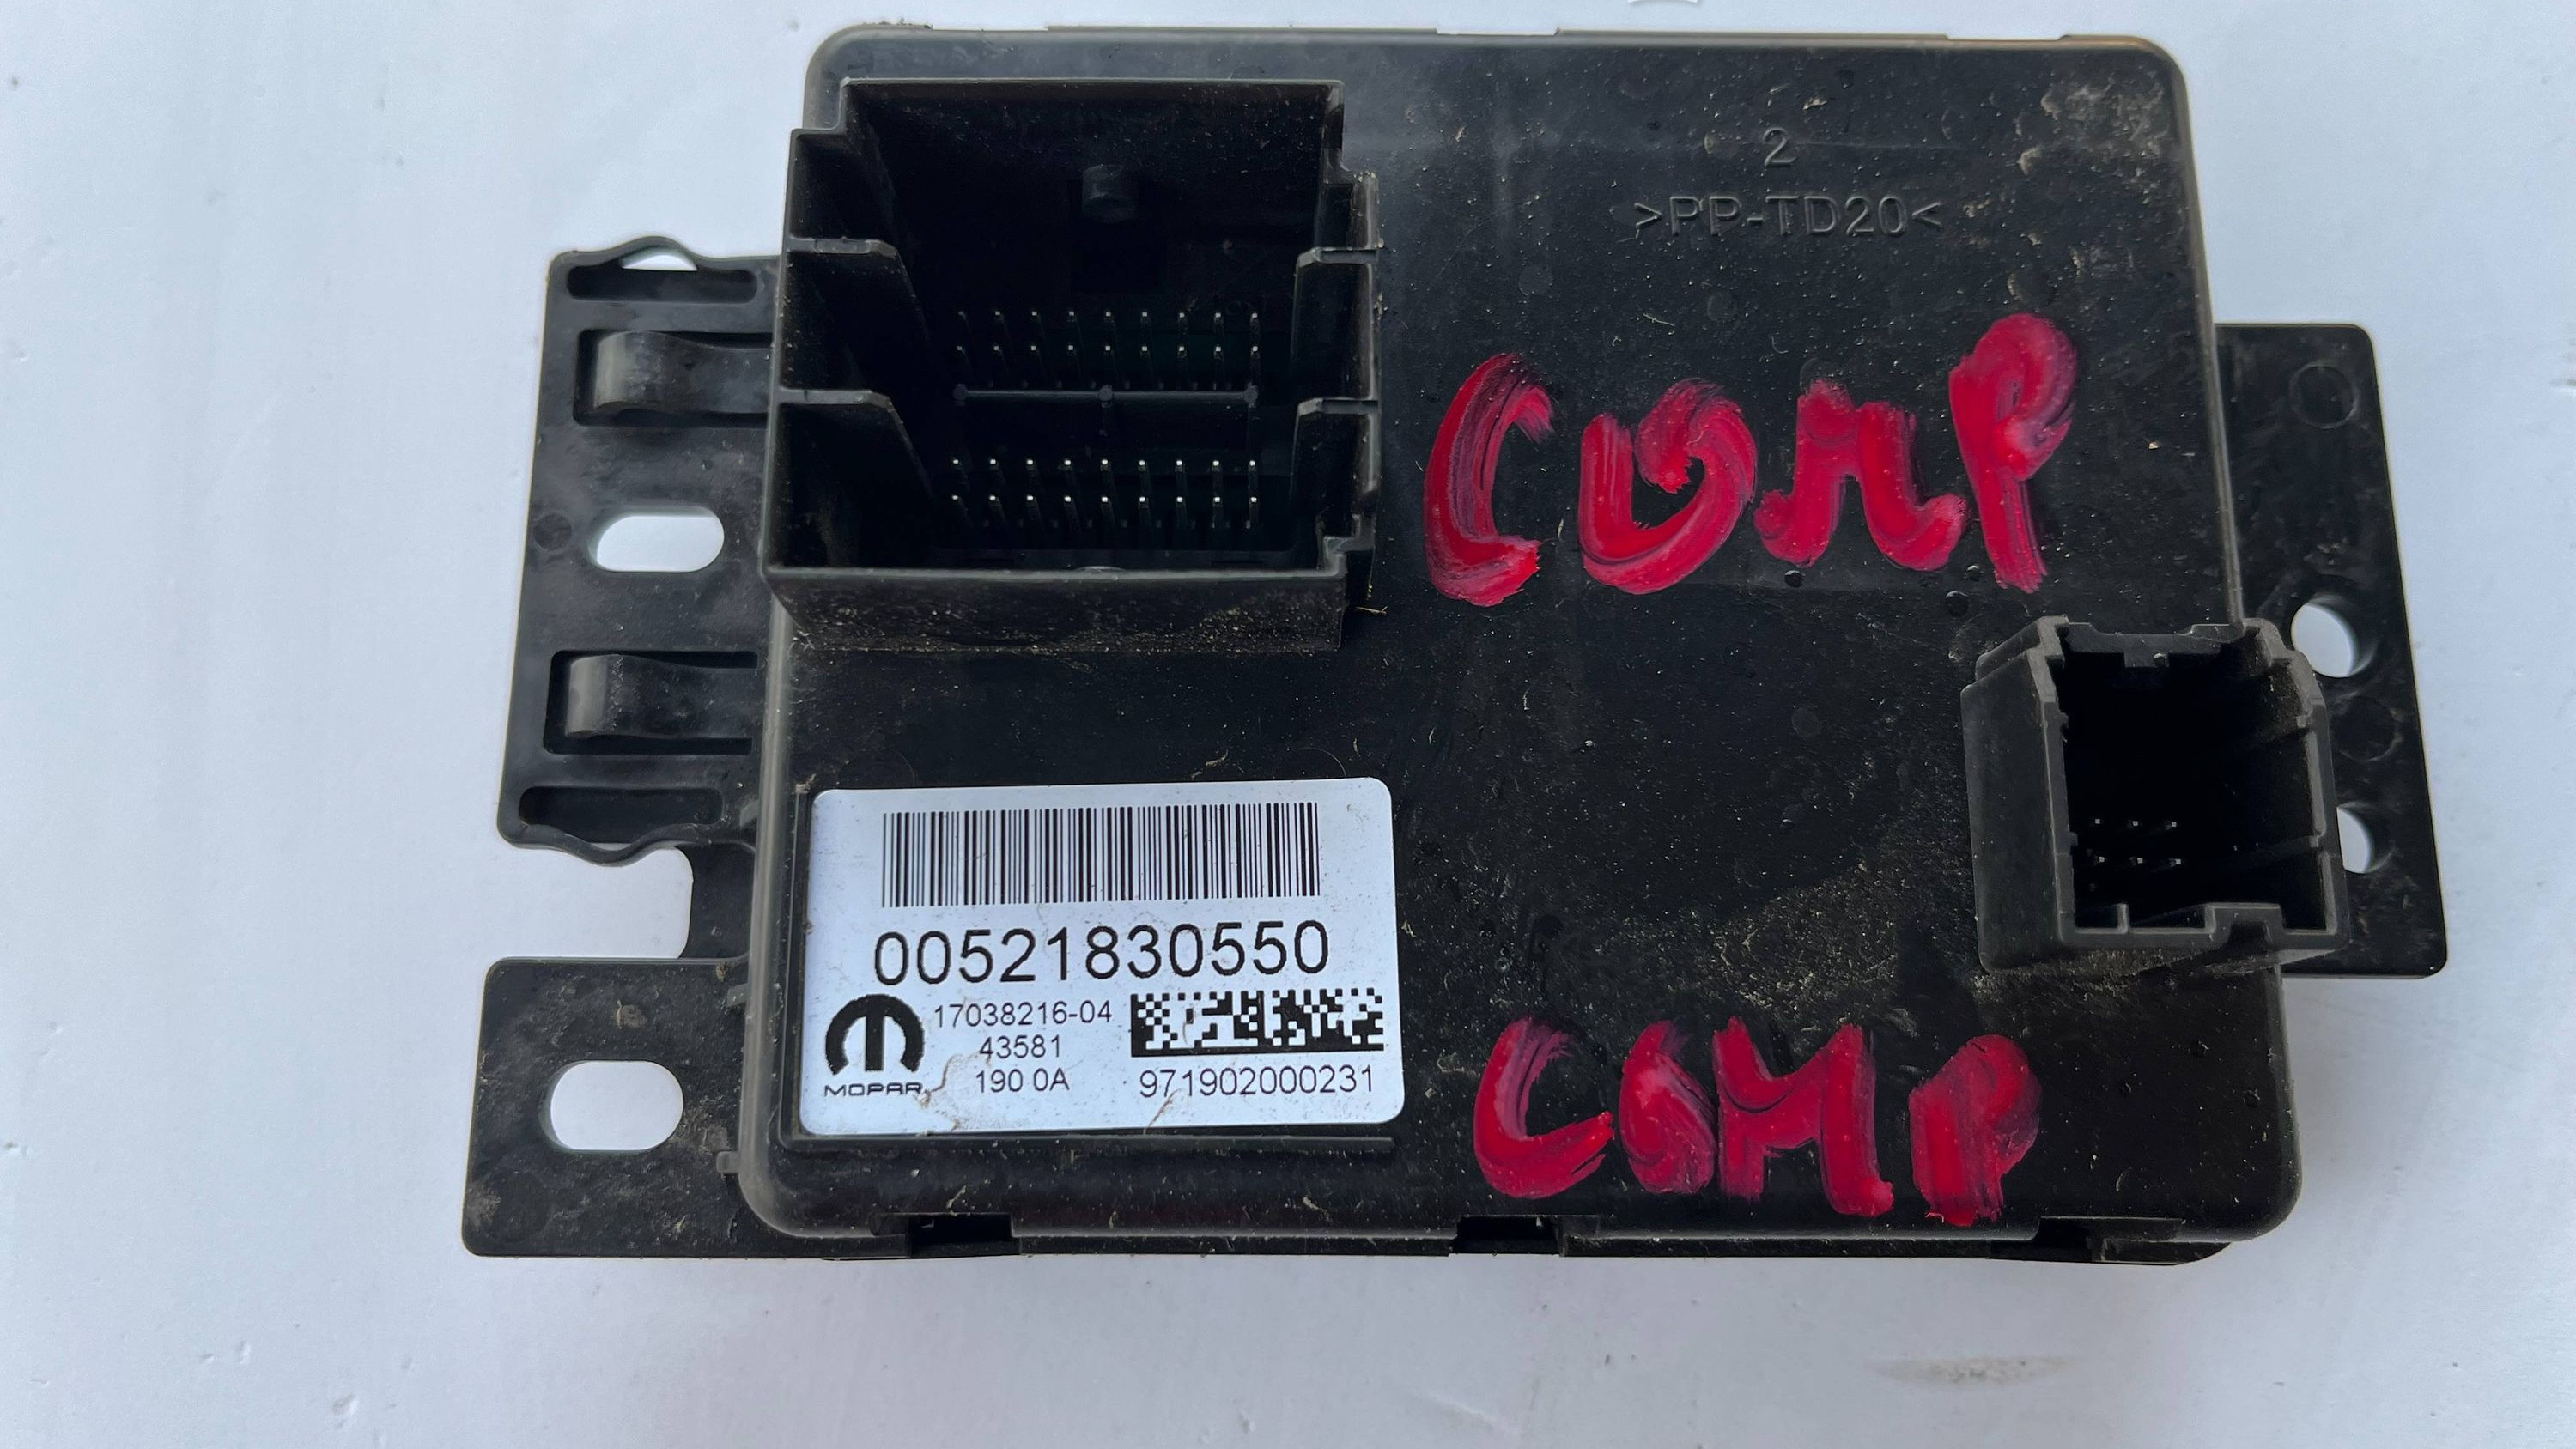 2
>PP-TD20<
COMP
00521830550
17038216-04
43581
190 0A
MOPAR
971902000231
COMP